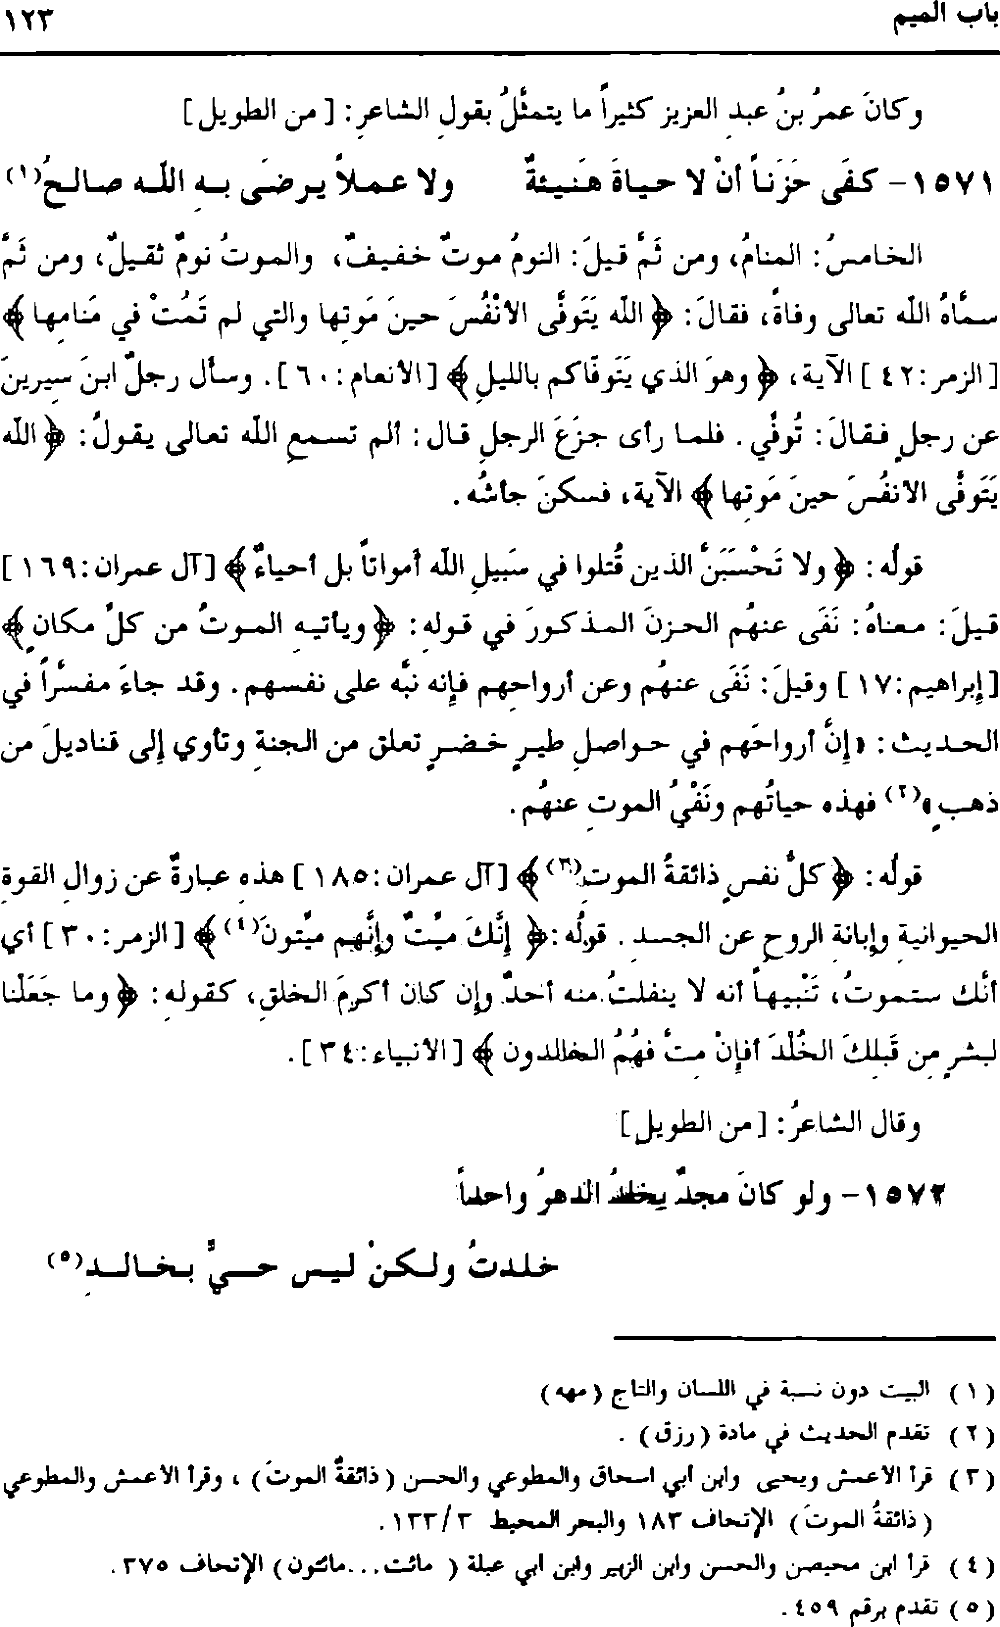 باب الميم ١٢٣
وكانَ عمرُ بنُ عبدِ العزيز كثيراً ما يتمثَّلُ بقولِ الشاعرِ: [من الطويل]
١٥٧١- كفَى حَزَناً أنْ لا حياةَ هَنيئةٌ ولا عملاً يرضَى بهِ اللّه صالحُ(١)
الخامسُ: المنامُ، ومن ثَمَّ قيلَ: النومُ موتٌ خفيفٌ، والموتُ نومٌ ثقيلٌ، ومن ثَمَّ
سمَّاهُ اللّه تعالى وفاةً، فقالَ: ﴿ اللّه يَتَوفَّى الأنْفُسَ حينَ مَوتِها والتي لم تَمُتْ في مَنامِها ﴾
[الزمر:٤٢] الآية، ﴿ وهوَ الذي يَتَوفّاكم بالليلِ ﴾ [الأنعام:٦٠]. وسأل رجلٌ ابنَ سِيرينَ
عن رجلٍ فقالَ: تُوفِّي. فلما رأى جزَعَ الرجلِ قال: ألم تسمعِ اللّه تعالى يقولُ: ﴿ اللّه
يَتَوفَّى الأنفُسَ حينَ مَوتِها ﴾ الآية، فسكنَ جأشُه.
قولُه: ﴿ ولا تَحْسَبَنَّ الذين قُتلوا في سَبيلِ اللّه أمواتاً بل أحياءٌ ﴾ [آل عمران:١٦٩]
قيلَ: معناهُ: نَفَى عنهُم الحزنَ المذكورَ في قولهِ: ﴿ ويأتيهِ الموتُ من كلِّ مكانٍ ﴾
[إبراهيم:١٧] وقيلَ: نَفَى عنهُم وعن أرواحِهم فإنه نبَّه على نفسهم. وقد جاءَ مفسَّراً في
الحديث: «إنَّ أرواحَهم في حواصلِ طيرٍ خضرٍ تعلق من الجنةِ وتأوي إلى قناديلَ من
ذهبٍ»(٢) فهذه حياتُهم ونَفْيُ الموتِ عنهُم.
قولُه: ﴿ كلُّ نفسٍ ذائقةُ الموتِ(٣) ﴾ [آل عمران:١٨٥] هذه عبارةٌ عن زوالِ القوةِ
الحيوانيةِ وإبانةِ الروحِ عن الجسدِ. قولُه: ﴿ إنَّكَ ميِّتٌ وإنَّهم ميِّتونَ(٤) ﴾ [الزمر:٣٠] أي
أنّك ستموتُ، تَنْبيهاً أنه لا ينفلتُ منه أحدٌ وإن كان أكرمَ الخلقِ، كقولهِ: ﴿ وما جَعَلْنا
لبشرٍ مِن قَبلِكَ الخُلْدَ أفإنْ متَّ فهُمُ الخالدون ﴾ [الأنبياء:٣٤].
وقال الشاعرُ: [من الطويلِ]
١٥٧٢- ولو كانَ مجدٌ يخلدُ الدهرُ واحداً
خلدتُ ولكنْ ليس حيٌّ بخالدِ(٥)
(١) البيت دون نسبة في اللسان والتاج (مهه)
(٢) تقدم الحديث في مادة (رزق).
(٣) قرأ الأعمش ويحيى وابن أبي اسحاق والمطوعي والحسن (ذائقةٌ الموتَ)، وقرأ الأعمش والمطوعي
(ذائقةُ الموتَ) الإتحاف ١٨٣ والبحر المحيط ١٣٣/٣.
(٤) قرأ ابن محيصن والحسن وابن الزهير وابن أبي عبلة (مائت...مائتون) الإتحاف ٣٧٥.
(٥) تقدم برقم ٤٥٩.